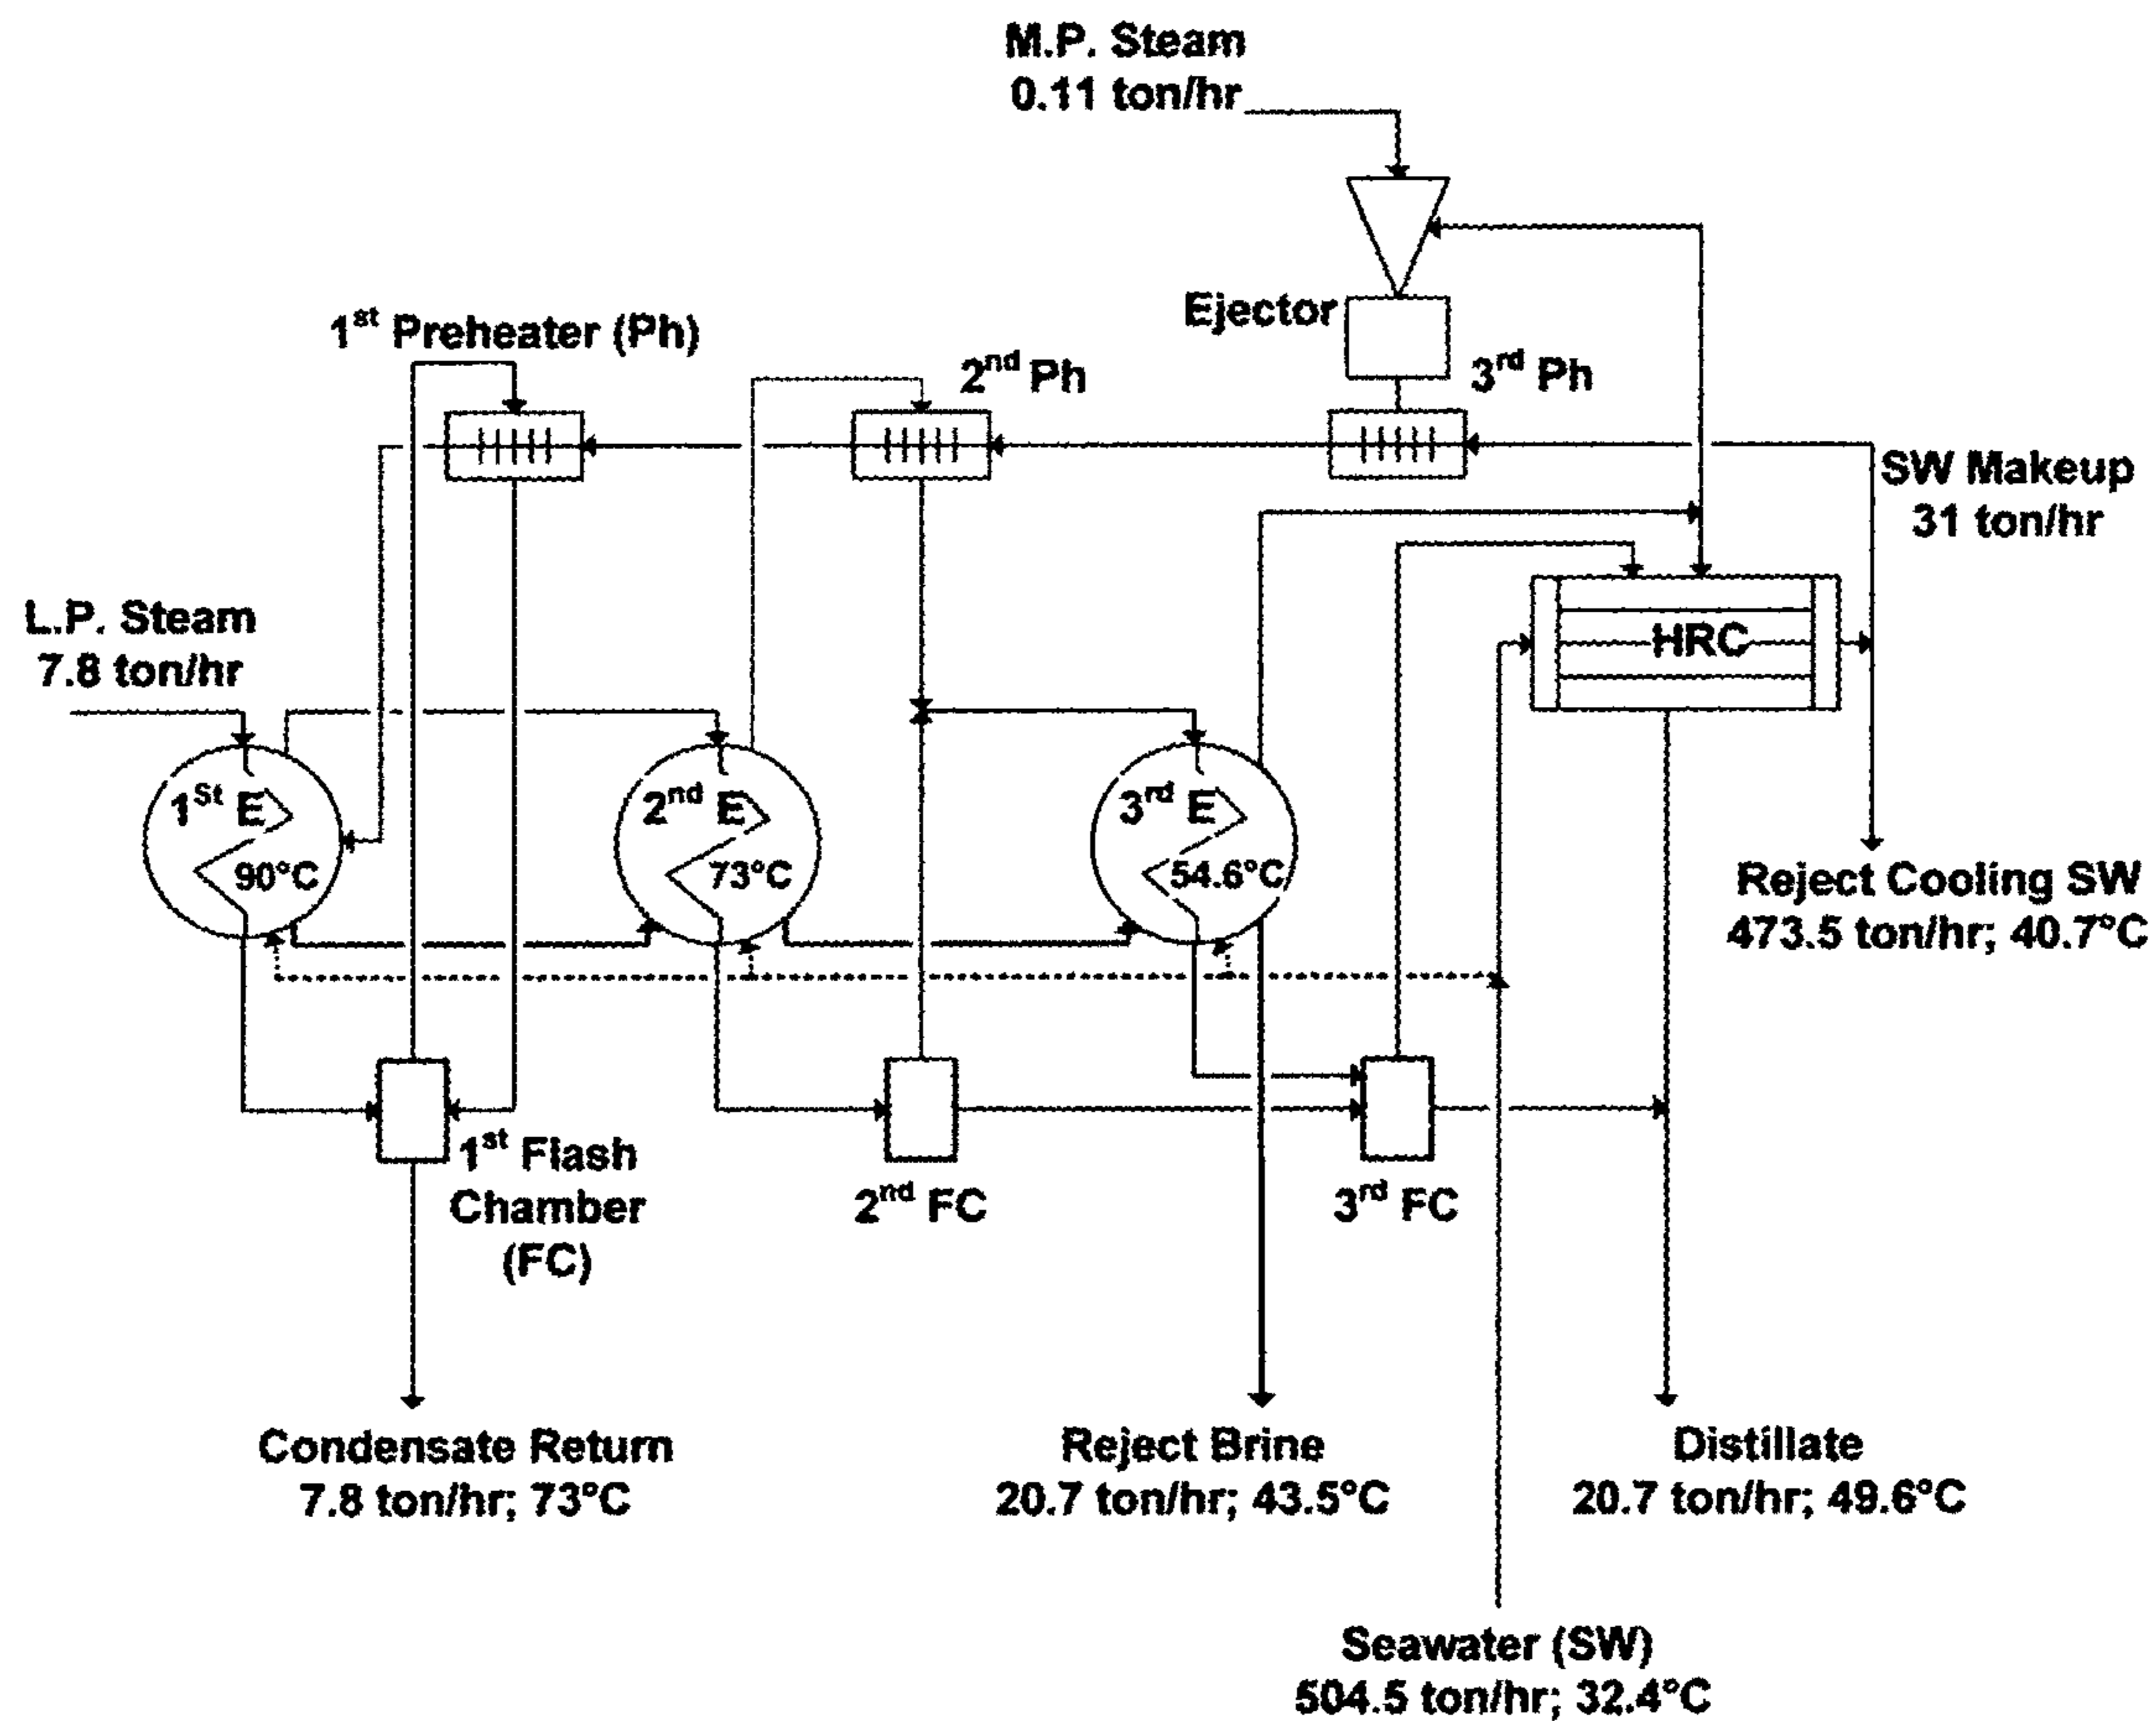 M.P. Steam
0.11 ton/hr
Ejector
1st Preheater (Ph)
2nd Ph
3rd Ph
SW Makeup
31 ton/hr
HRC
L.P. Steam
7.8 ton/hr
1St E
90°C
2nd E
73°C
3rd E
54.6°C
Reject Cooling SW
473.5 ton/hr; 40.7°C
1st Flash
Chamber
(FC)
2nd FC
3rd FC
Condensate Return
7.8 ton/hr; 73°C
Reject Brine
20.7 ton/hr; 43.5°C
Distillate
20.7 ton/hr; 49.6°C
Seawater (SW)
504.5 ton/hr; 32.4°C